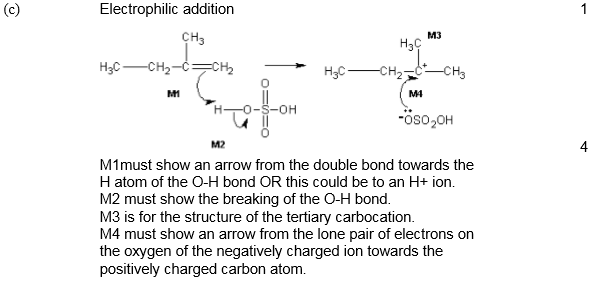 (c) Electrophilic addition 1
CH3 H3C M3
H3C—CH2—C=CH2 H3C—CH2—C+—CH3
M1 M4
O
H—O—S—OH -:OSO2OH
O
M2 4
M1must show an arrow from the double bond towards the
H atom of the O-H bond OR this could be to an H+ ion.
M2 must show the breaking of the O-H bond.
M3 is for the structure of the tertiary carbocation.
M4 must show an arrow from the lone pair of electrons on
the oxygen of the negatively charged ion towards the
positively charged carbon atom.